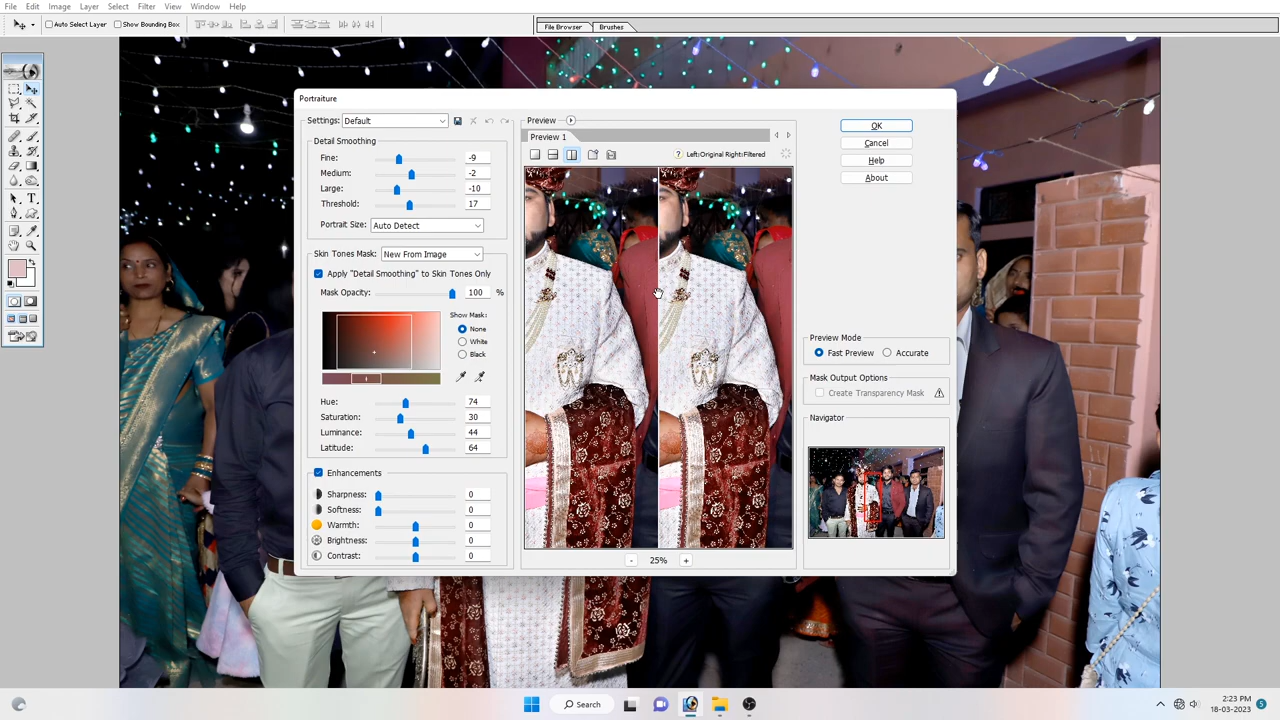 File Edit Image Layer Select Filter View Window Help
Auto Select Layer Show Bounding Box File Browser Brushes
Portraiture
Settings: Default
Detail Smoothing
Fine: -9
Medium: -2
Large: -10
Threshold: 17
Portrait Size: Auto Detect
Skin Tones Mask: New From Image
Apply "Detail Smoothing" to Skin Tones Only
Mask Opacity: 100 %
Show Mask:
None
White
Black
Hue: 74
Saturation: 30
Luminance: 44
Latitude: 64
Enhancements
Sharpness: 0
Softness: 0
Warmth: 0
Brightness: 0
Contrast: 0
Preview
Preview 1
? Left:Original Right:Filtered
- 25% +
OK
Cancel
Help
About
Preview Mode
Fast Preview Accurate
Mask Output Options
Create Transparency Mask
Navigator
Search
2:23 PM
18-03-2023
5